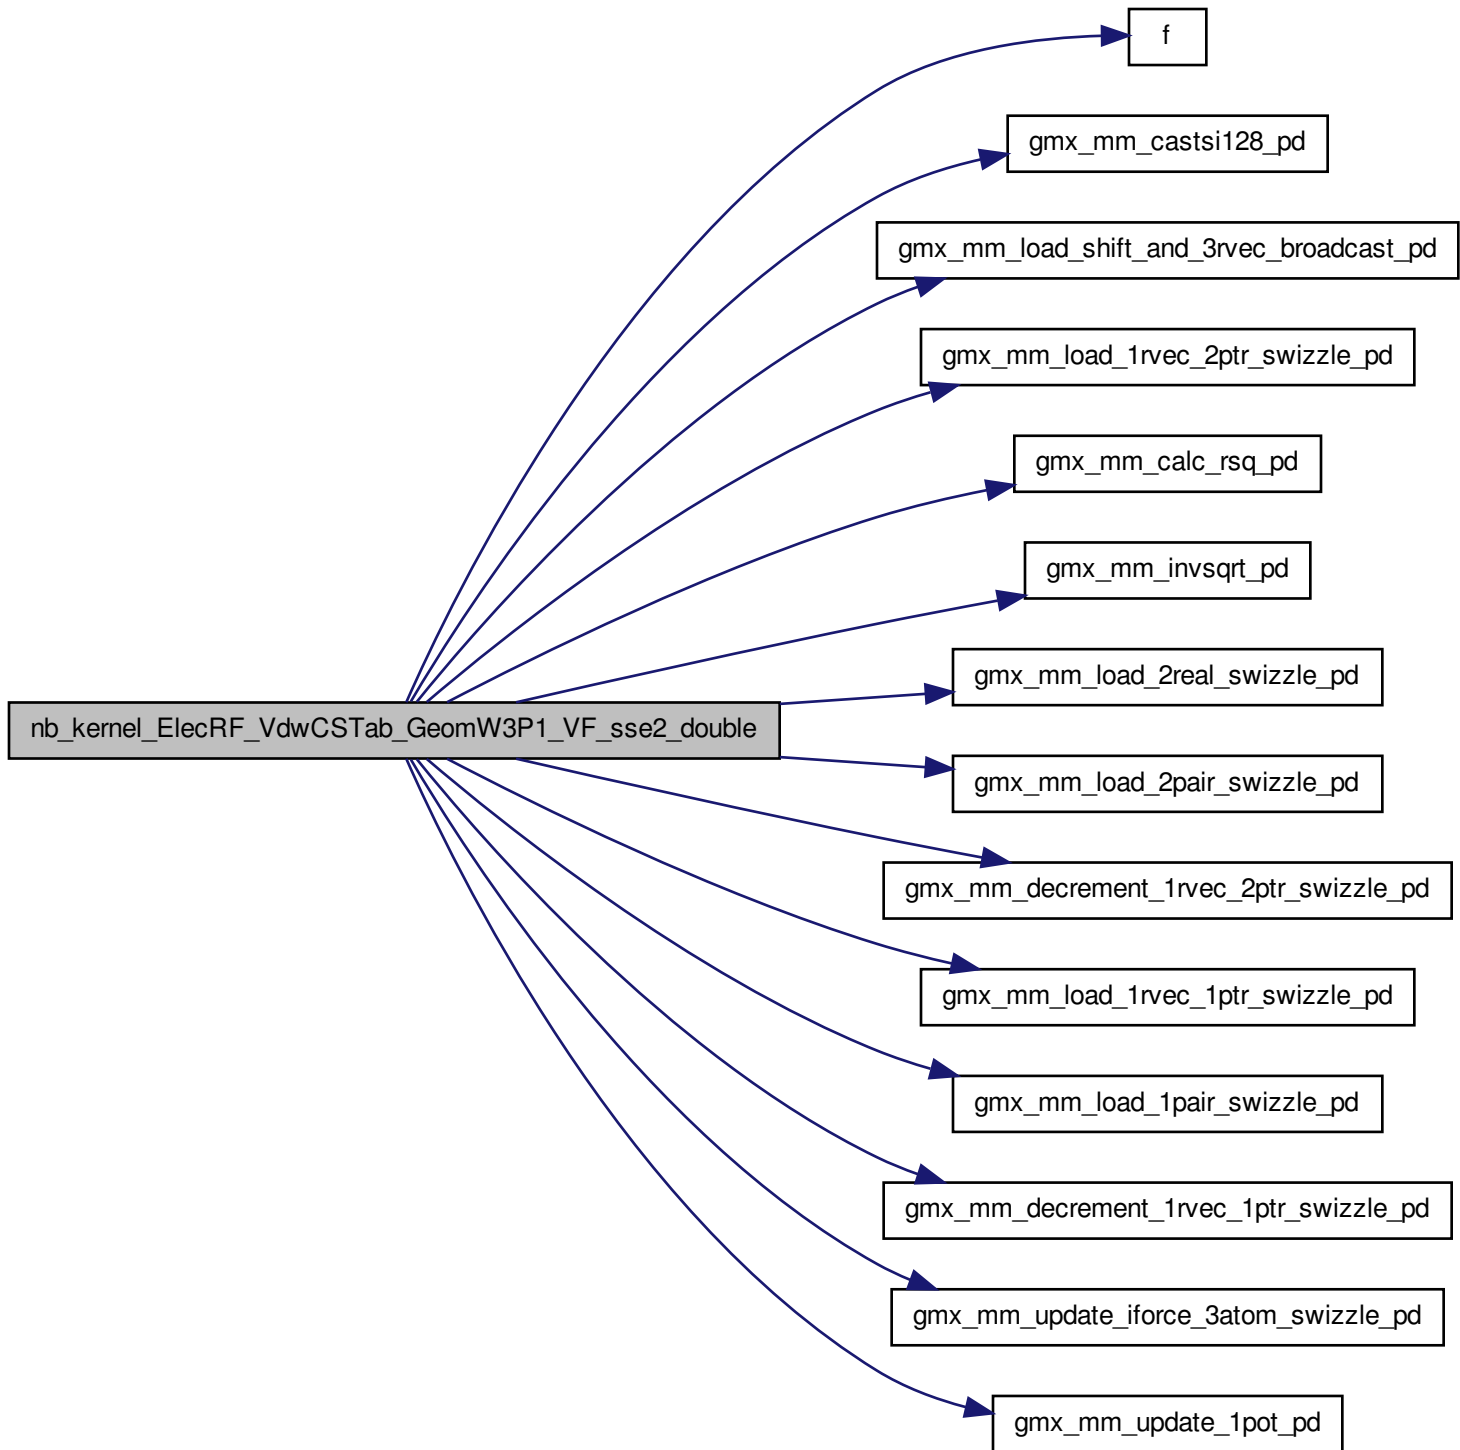 f
gmx_mm_castsi128_pd
gmx_mm_load_shift_and_3rvec_broadcast_pd
gmx_mm_load_1rvec_2ptr_swizzle_pd
gmx_mm_calc_rsq_pd
gmx_mm_invsqrt_pd
gmx_mm_load_2real_swizzle_pd
nb_kernel_ElecRF_VdwCSTab_GeomW3P1_VF_sse2_double
gmx_mm_load_2pair_swizzle_pd
gmx_mm_decrement_1rvec_2ptr_swizzle_pd
gmx_mm_load_1rvec_1ptr_swizzle_pd
gmx_mm_load_1pair_swizzle_pd
gmx_mm_decrement_1rvec_1ptr_swizzle_pd
gmx_mm_update_iforce_3atom_swizzle_pd
gmx_mm_update_1pot_pd